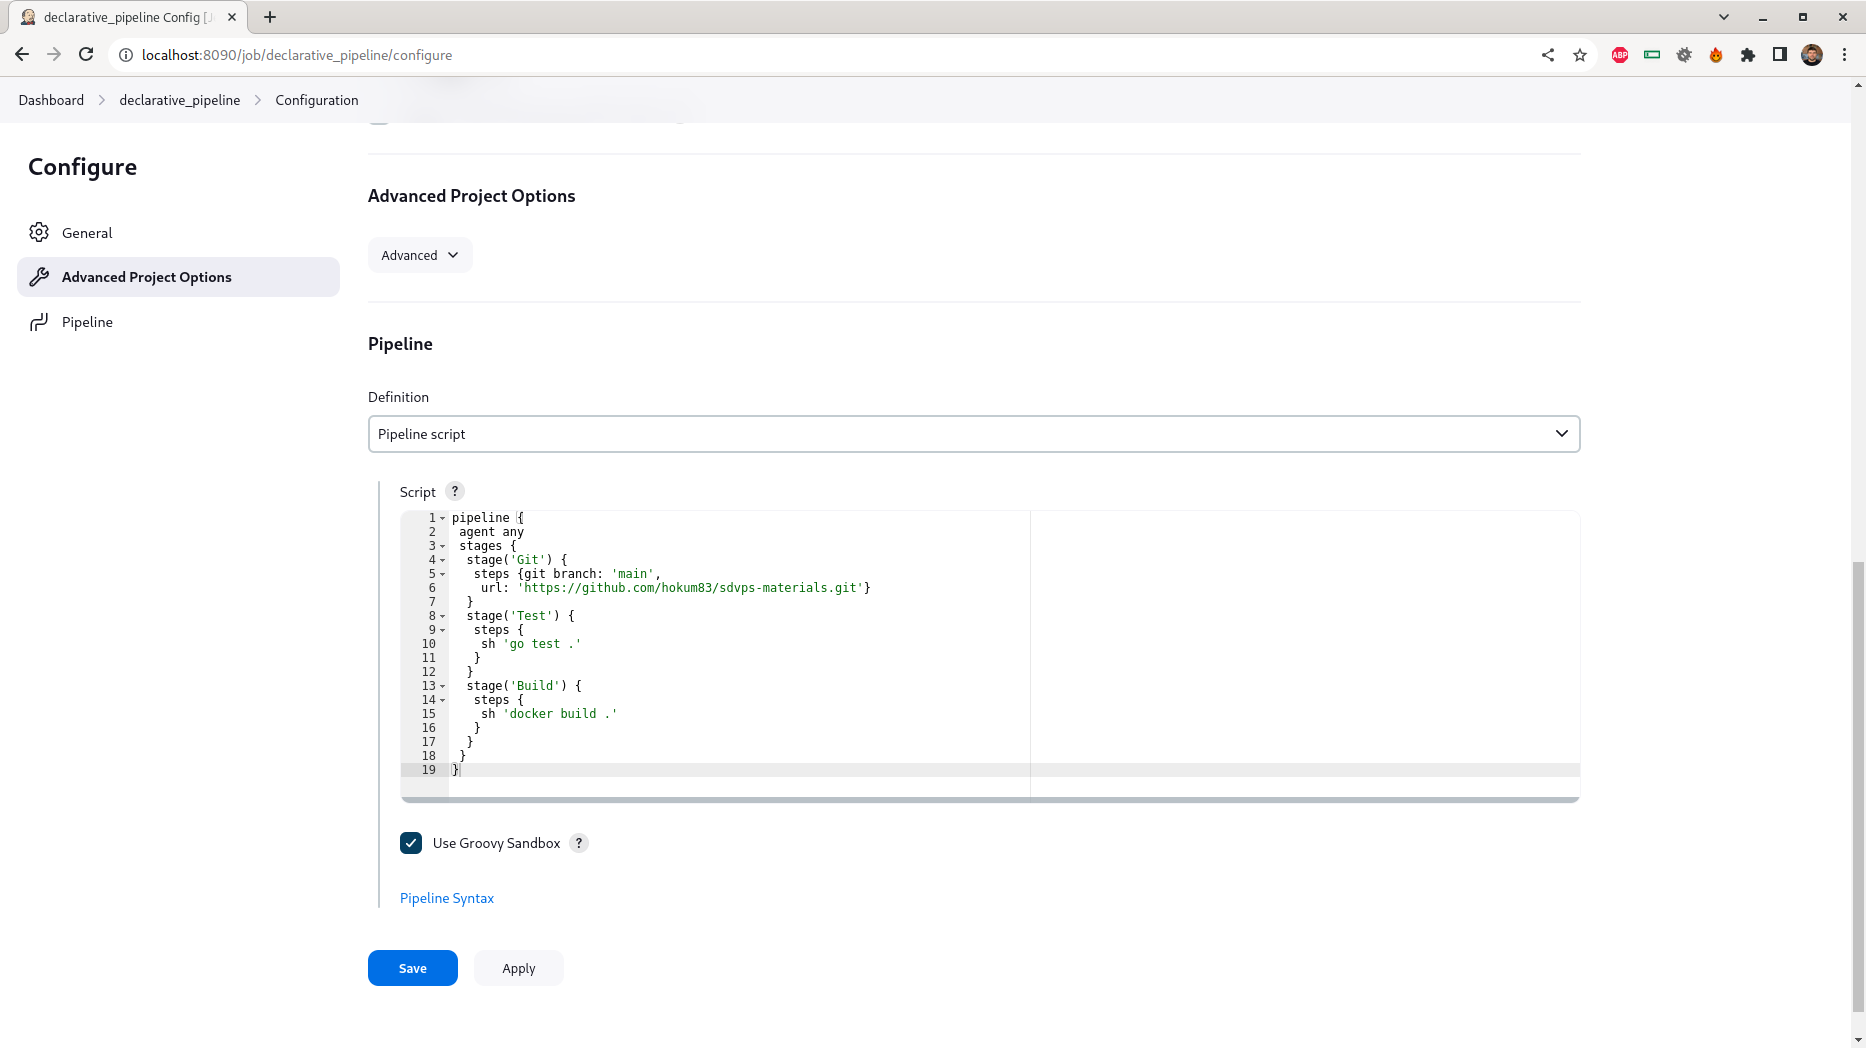 declarative_pipeline Config [J
localhost:8090/job/declarative_pipeline/configure
ABP
Dashboard
declarative_pipeline
Configuration
Configure
General
Advanced Project Options
Pipeline
Advanced Project Options
Advanced
Pipeline
Definition
Pipeline script
Script ?
1 pipeline {
2  agent any
3  stages {
4   stage('Git') {
5    steps {git branch: 'main',
6     url: 'https://github.com/hokum83/sdvps-materials.git'}
7   }
8   stage('Test') {
9    steps {
10     sh 'go test .'
11    }
12   }
13   stage('Build') {
14    steps {
15     sh 'docker build .'
16    }
17   }
18  }
19 }
Use Groovy Sandbox ?
Pipeline Syntax
Save
Apply